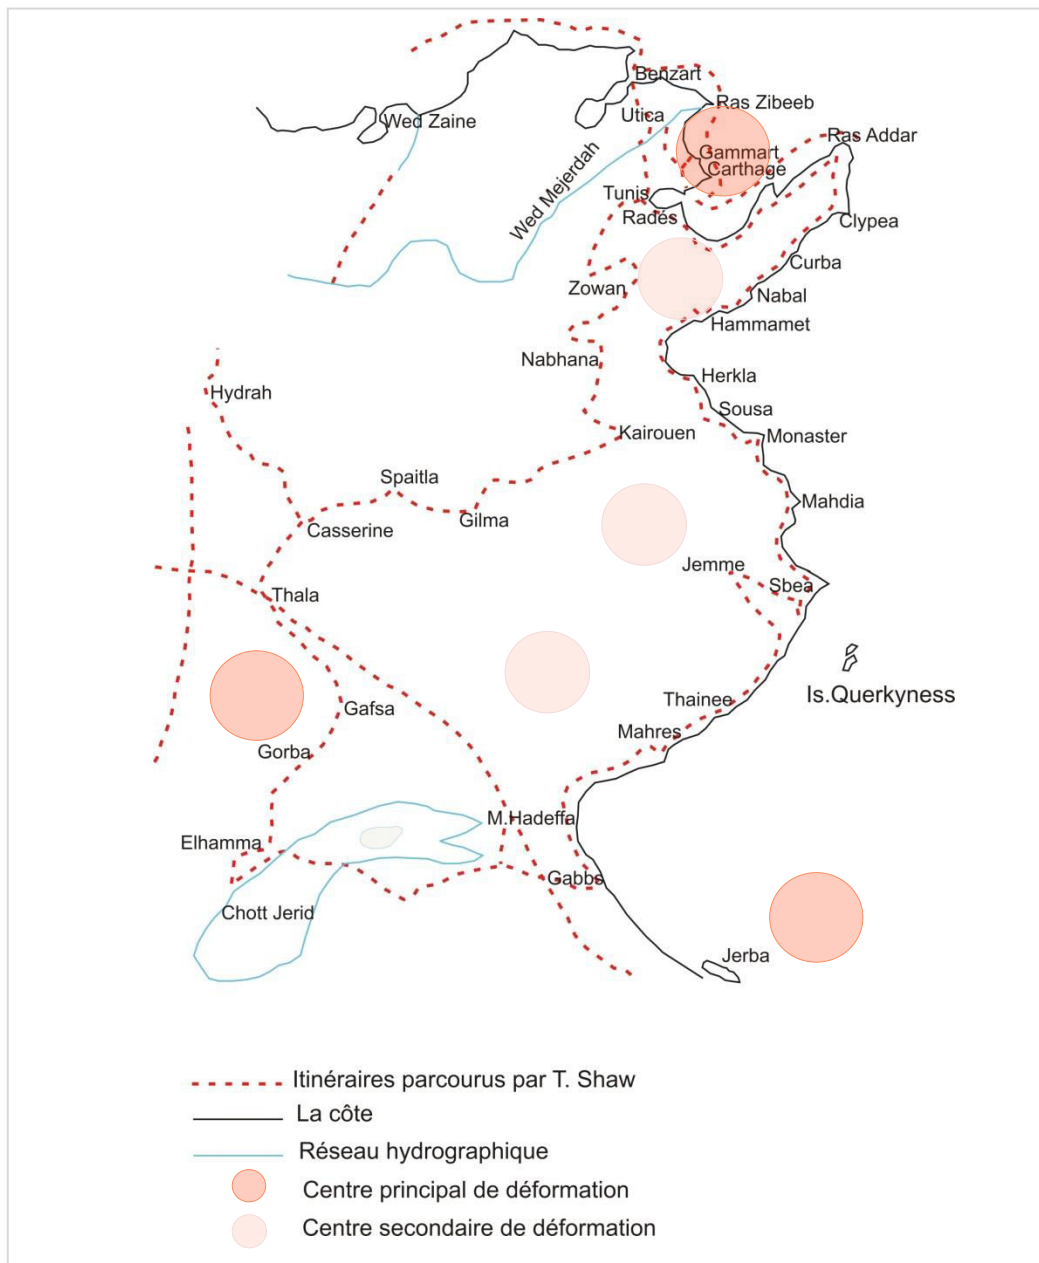 Benzart
Ras Zibeeb
Utica
Wed Zaine
Ras Addar
Gammart
Carthage
Wed Mejerdah
Tunis
Radés
Clypea
Curba
Zowan
Nabal
Hammamet
Nabhana
Herkla
Hydrah
Sousa
Kairouen
Monaster
Spaitla
Mahdia
Gilma
Casserine
Jemme
Sbea
Thala
Is.Querkyness
Thainee
Gafsa
Mahres
Gorba
M.Hadeffa
Elhamma
Gabbs
Chott Jerid
Jerba
Itinéraires parcourus par T. Shaw
La côte
Réseau hydrographique
Centre principal de déformation
Centre secondaire de déformation